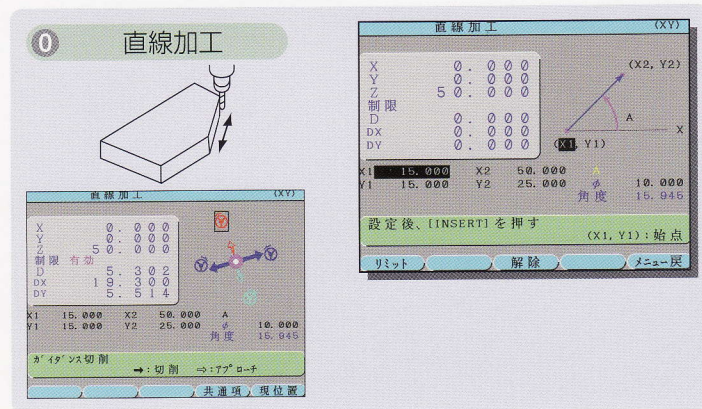 0 直線加工
直線加工 (XY)
X 0. 000
Y 0. 000
Z 50. 000
制限
D 0. 000
DX 0. 000
DY 0. 000
(X2, Y2)
A
X
(X1, Y1)
X1 15. 000 X2 50. 000 A
Y1 15. 000 Y2 25. 000 φ 10. 000
角度 15. 945
設定後、[INSERT]を押す
(X1, Y1):始点
リミット 解除 メニュー戻
直線加工 (XY)
X 0. 000
Y 0. 000
Z 50. 000
制限 有効
D 5. 302
DX 19. 300
DY 5. 514
X1 15. 000 X2 50. 000 A
Y1 15. 000 Y2 25. 000 φ 10. 000
角度 15. 945
ガイダンス切削
→:切削 ⇒:アプローチ
共通項 現位置